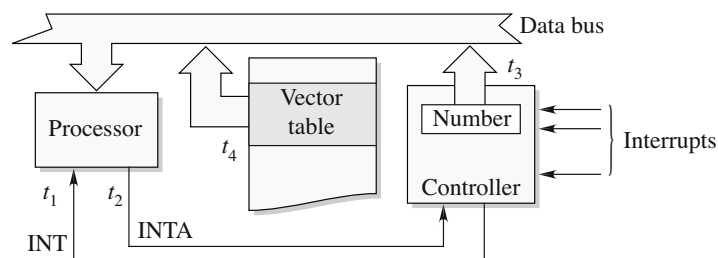 Data bus
t3
Vector
table
Number
Processor
t4
Interrupts
Controller
t1
t2
INT
INTA